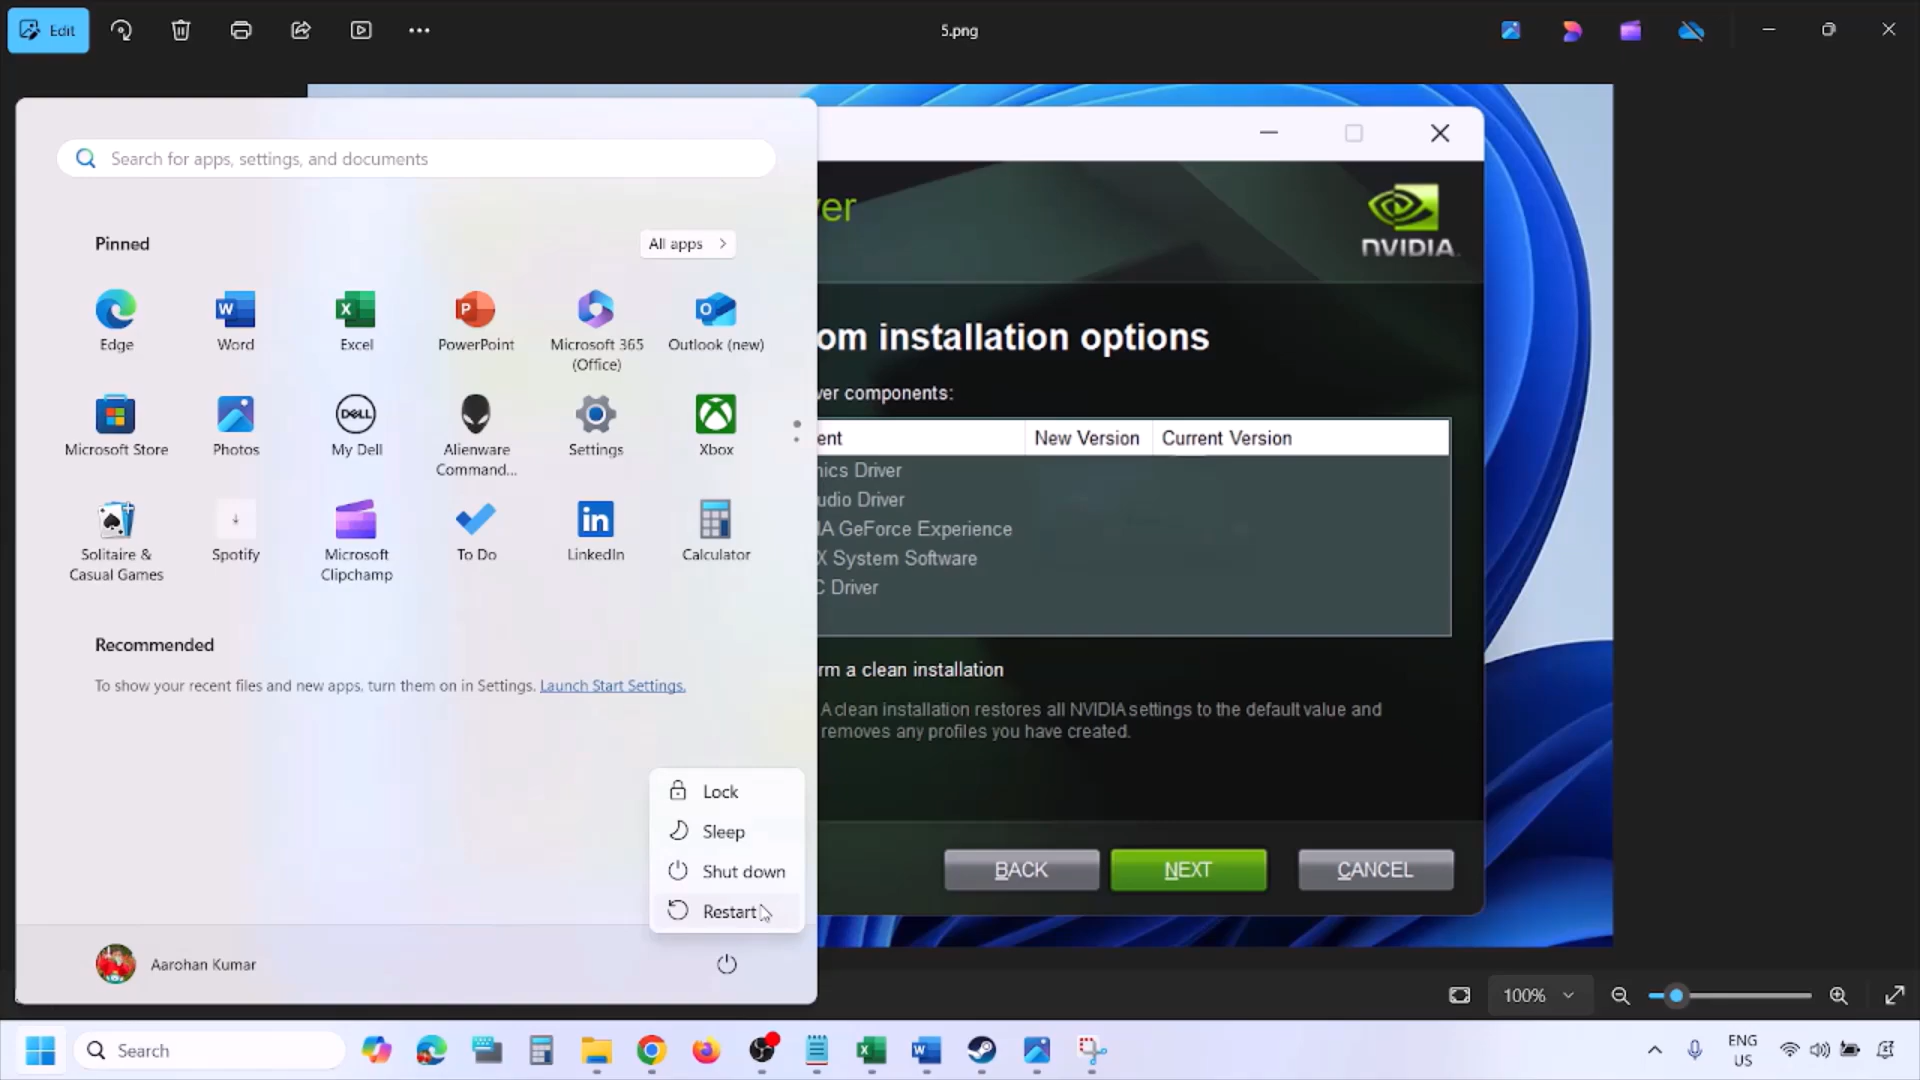 Edit
5.png
Search for apps, settings, and documents
Pinned
All apps
Edge
Word
Excel
PowerPoint
Microsoft 365
(Office)
Outlook (new)
Microsoft Store
Photos
My Dell
Alienware
Command...
Settings
Xbox
Solitaire &
Casual Games
Spotify
Microsoft
Clipchamp
To Do
LinkedIn
Calculator
Recommended
To show your recent files and new apps, turn them on in Settings. Launch Start Settings.
Lock
Sleep
Shut down
Restart
Aarohan Kumar
ver
NVIDIA
om installation options
ver components:
ent New Version Current Version
nics Driver
udio Driver
IA GeForce Experience
X System Software
C Driver
rm a clean installation
A clean installation restores all NVIDIA settings to the default value and
removes any profiles you have created.
BACK NEXT CANCEL
100%
Search
ENG
US